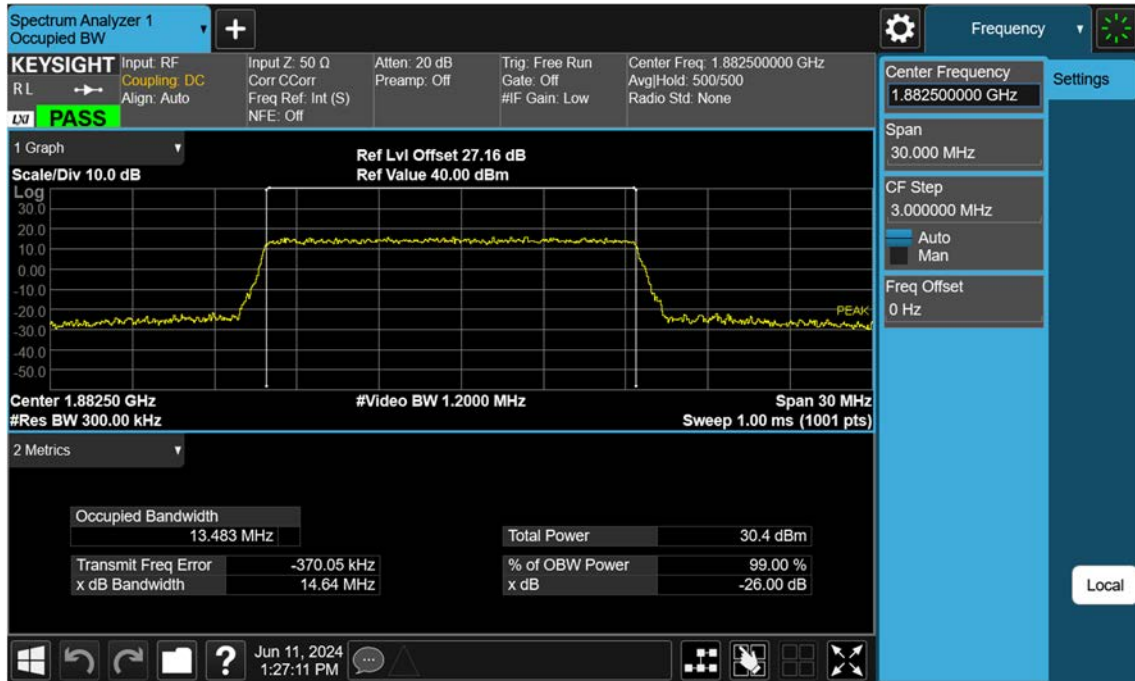 Spectrum Analyzer 1
Occupied BW
Frequency
KEYSIGHT
R L
LXI
PASS
Input: RF
Coupling: DC
Align: Auto
Input Z: 50 Ω
Corr CCorr
Freq Ref: Int (S)
NFE: Off
Atten: 20 dB
Preamp: Off
Trig: Free Run
Gate: Off
#IF Gain: Low
Center Freq: 1.882500000 GHz
Avg|Hold: 500/500
Radio Std: None
Center Frequency
1.882500000 GHz
Settings
Span
30.000 MHz
CF Step
3.000000 MHz
Auto
Man
Freq Offset
0 Hz
Local
1 Graph
Scale/Div 10.0 dB
Ref Lvl Offset 27.16 dB
Ref Value 40.00 dBm
Log
30.0
20.0
10.0
0.00
-10.0
-20.0
-30.0
-40.0
-50.0
PEAK
Center 1.88250 GHz
#Video BW 1.2000 MHz
Span 30 MHz
#Res BW 300.00 kHz
Sweep 1.00 ms (1001 pts)
2 Metrics
Occupied Bandwidth
13.483 MHz
Total Power 30.4 dBm
Transmit Freq Error -370.05 kHz
% of OBW Power 99.00 %
x dB Bandwidth 14.64 MHz
x dB -26.00 dB
?
Jun 11, 2024
1:27:11 PM